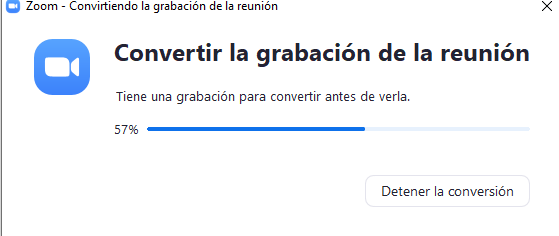 Zoom - Convirtiendo la grabación de la reunión
Convertir la grabación de la reunión
Tiene una grabación para convertir antes de verla.
57%
Detener la conversión